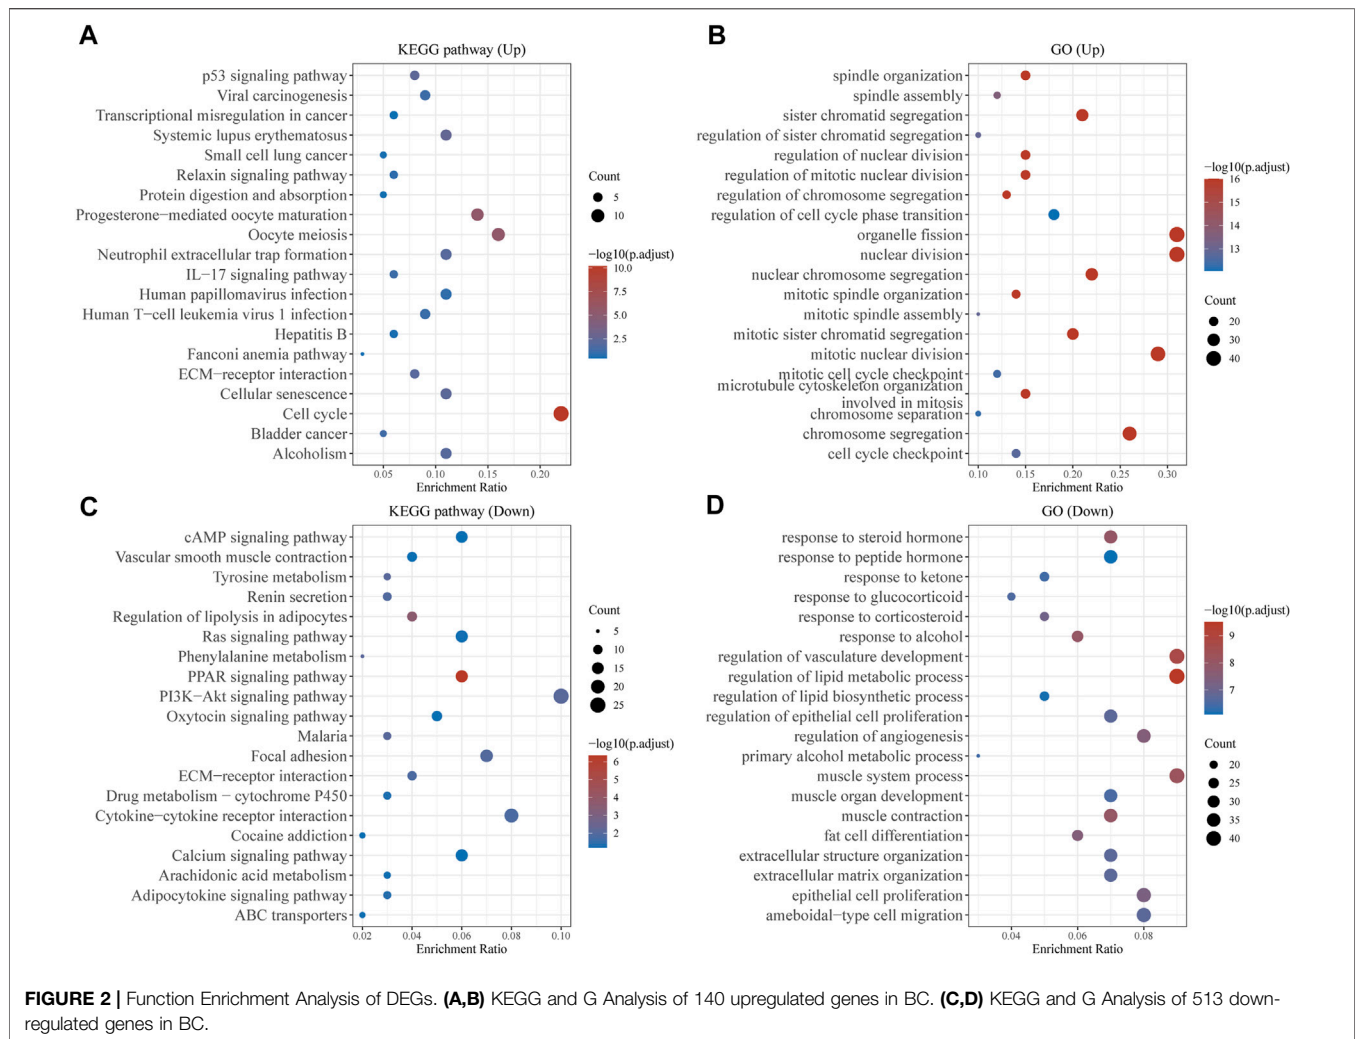 A
KEGG pathway (Up)
p53 signaling pathway
Viral carcinogenesis
Transcriptional misregulation in cancer
Systemic lupus erythematosus
Small cell lung cancer
Relaxin signaling pathway
Protein digestion and absorption
Progesterone−mediated oocyte maturation
Oocyte meiosis
Neutrophil extracellular trap formation
IL−17 signaling pathway
Human papillomavirus infection
Human T−cell leukemia virus 1 infection
Hepatitis B
Fanconi anemia pathway
ECM−receptor interaction
Cellular senescence
Cell cycle
Bladder cancer
Alcoholism
0.05 0.10 0.15 0.20
Enrichment Ratio
Count
5
10
−log10(p.adjust)
10.0
7.5
5.0
2.5
B
GO (Up)
spindle organization
spindle assembly
sister chromatid segregation
regulation of sister chromatid segregation
regulation of nuclear division
regulation of mitotic nuclear division
regulation of chromosome segregation
regulation of cell cycle phase transition
organelle fission
nuclear division
nuclear chromosome segregation
mitotic spindle organization
mitotic spindle assembly
mitotic sister chromatid segregation
mitotic nuclear division
mitotic cell cycle checkpoint
microtubule cytoskeleton organization
involved in mitosis
chromosome separation
chromosome segregation
cell cycle checkpoint
0.10 0.15 0.20 0.25 0.30
Enrichment Ratio
−log10(p.adjust)
16
15
14
13
Count
20
30
40
C
KEGG pathway (Down)
cAMP signaling pathway
Vascular smooth muscle contraction
Tyrosine metabolism
Renin secretion
Regulation of lipolysis in adipocytes
Ras signaling pathway
Phenylalanine metabolism
PPAR signaling pathway
PI3K−Akt signaling pathway
Oxytocin signaling pathway
Malaria
Focal adhesion
ECM−receptor interaction
Drug metabolism − cytochrome P450
Cytokine−cytokine receptor interaction
Cocaine addiction
Calcium signaling pathway
Arachidonic acid metabolism
Adipocytokine signaling pathway
ABC transporters
0.02 0.04 0.06 0.08 0.10
Enrichment Ratio
Count
5
10
15
20
25
−log10(p.adjust)
6
5
4
3
2
D
GO (Down)
response to steroid hormone
response to peptide hormone
response to ketone
response to glucocorticoid
response to corticosteroid
response to alcohol
regulation of vasculature development
regulation of lipid metabolic process
regulation of lipid biosynthetic process
regulation of epithelial cell proliferation
regulation of angiogenesis
primary alcohol metabolic process
muscle system process
muscle organ development
muscle contraction
fat cell differentiation
extracellular structure organization
extracellular matrix organization
epithelial cell proliferation
ameboidal−type cell migration
0.04 0.06 0.08
Enrichment Ratio
−log10(p.adjust)
9
8
7
Count
20
25
30
35
40
FIGURE 2 | Function Enrichment Analysis of DEGs. (A,B) KEGG and G Analysis of 140 upregulated genes in BC. (C,D) KEGG and G Analysis of 513 down-
regulated genes in BC.